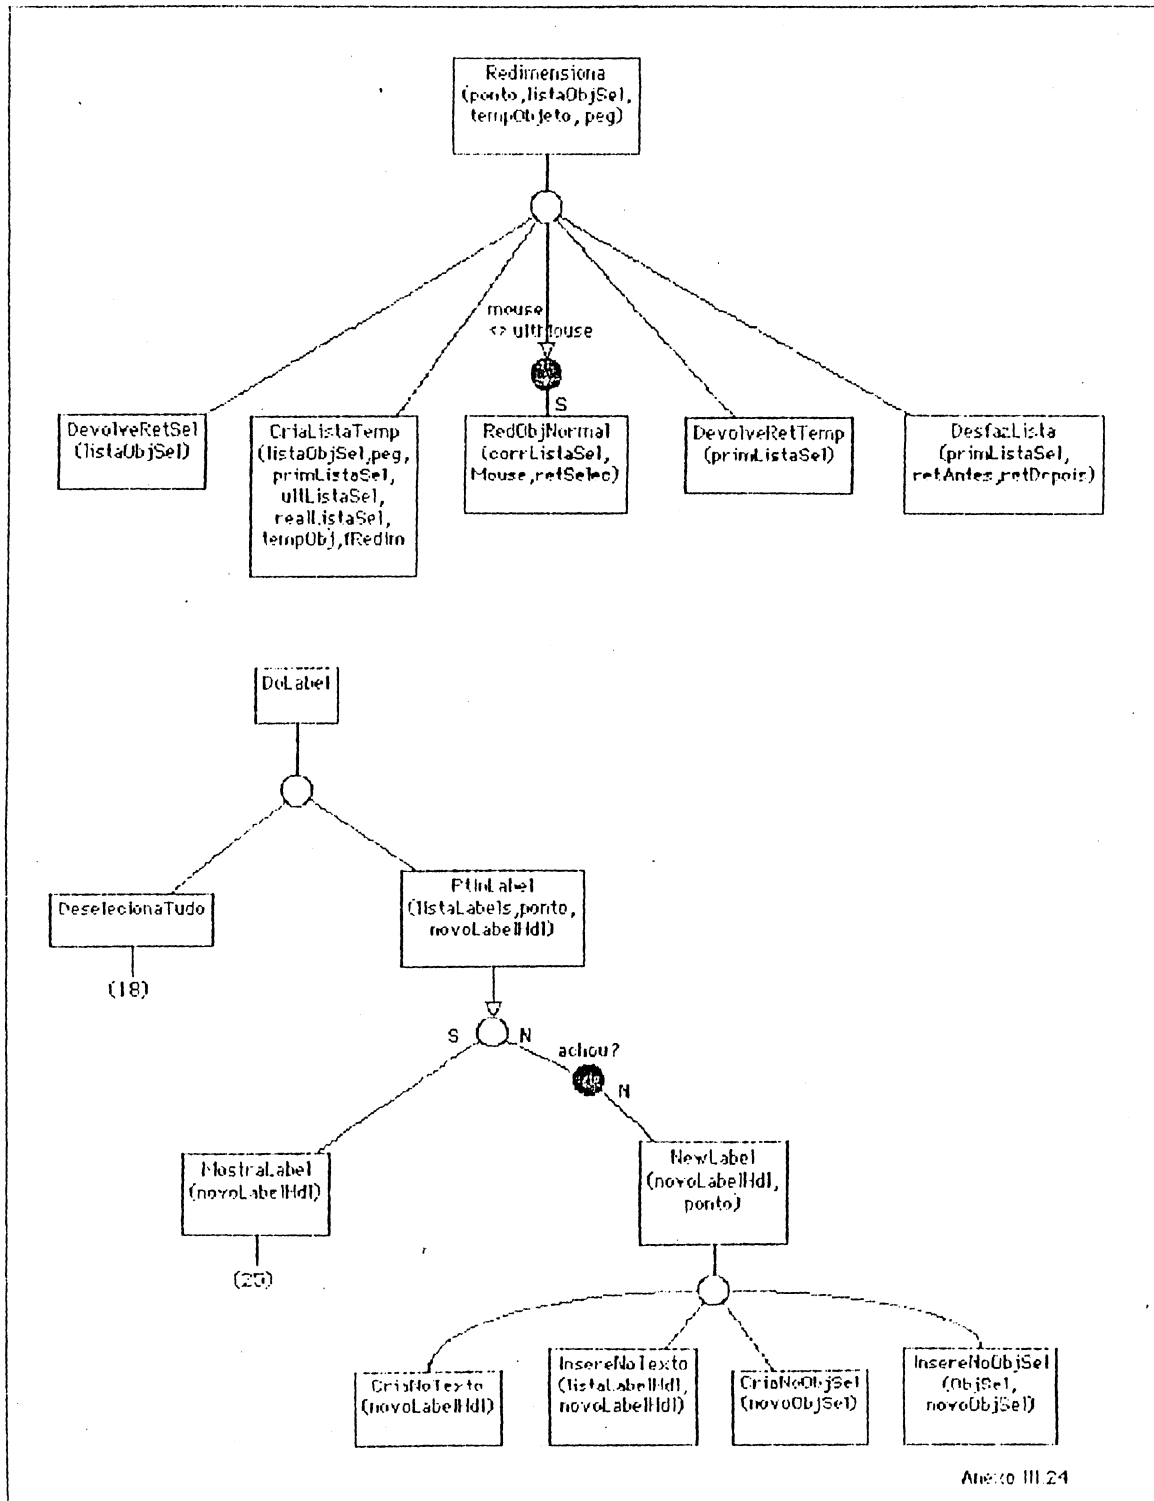 Redimensiona
(ponto,listaObjSel,
tempObjeto, peg)
mouse
<> ultMouse
S
DevolveRetSel
(listaObjSel)
CriaListaTemp
(listaObjSel,peg,
primListaSel,
ultListaSel,
realListaSel,
tempObj,fRedim
RedObjNormal
(corrListaSel,
Mouse,retSelec)
DevolveRetTemp
(primListaSel)
DesfazLista
(primListaSel,
retAntes,retDepois)
DoLabel
DeselecionaTudo
(18)
PtInLabel
(listaLabels,ponto,
novoLabelHdl)
S
N
achou?
N
MostraLabel
(novoLabelHdl)
(25)
NewLabel
(novoLabelHdl,
ponto)
CriaNoTexto
(novoLabelHdl)
InsereNoTexto
(listaLabelHdl,
novoLabelHdl)
CriaNoObjSel
(novoObjSel)
InsereNoObjSel
(ObjSel,
novoObjSel)
Anexo III.24